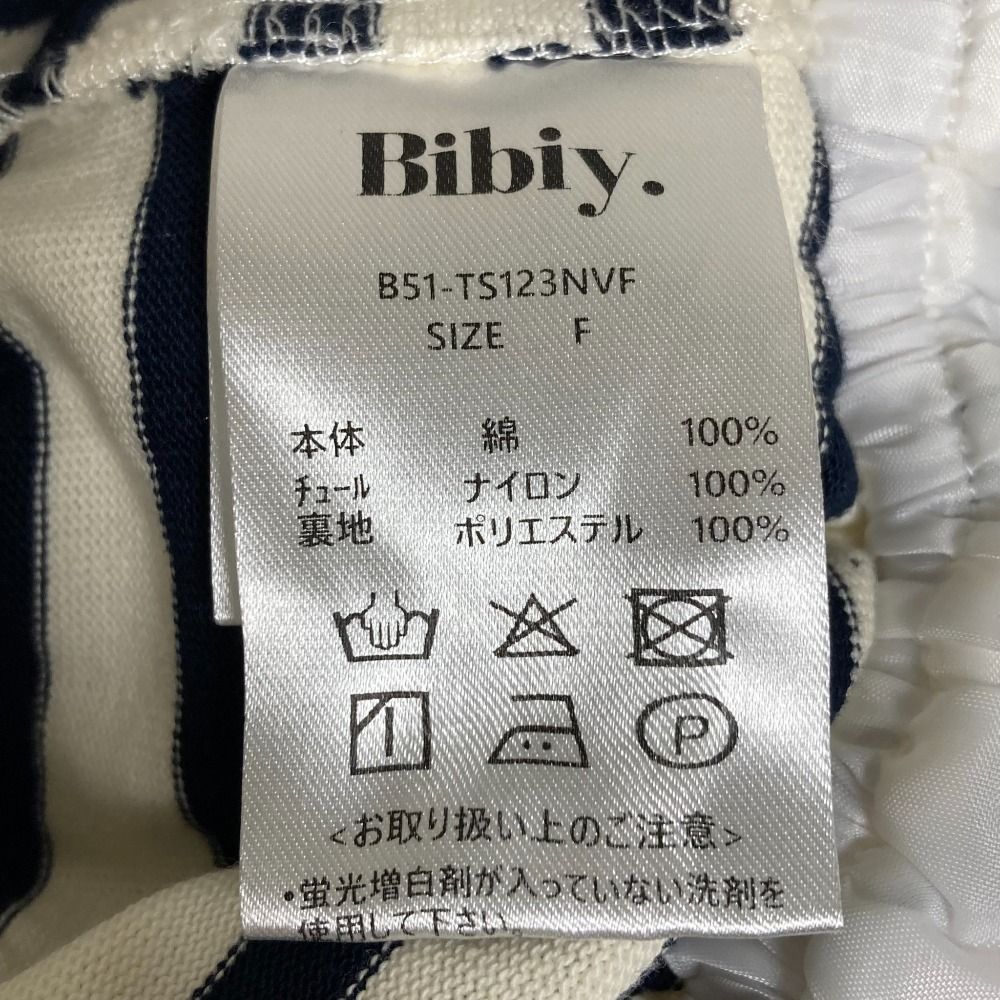 Bibiy.
B51-TS123NVF
SIZE F
本体 綿 100%
チュール ナイロン 100%
裏地 ポリエステル 100%
P
<お取り扱い上のご注意>
・蛍光増白剤が入っていない洗剤を
使用して下さい。